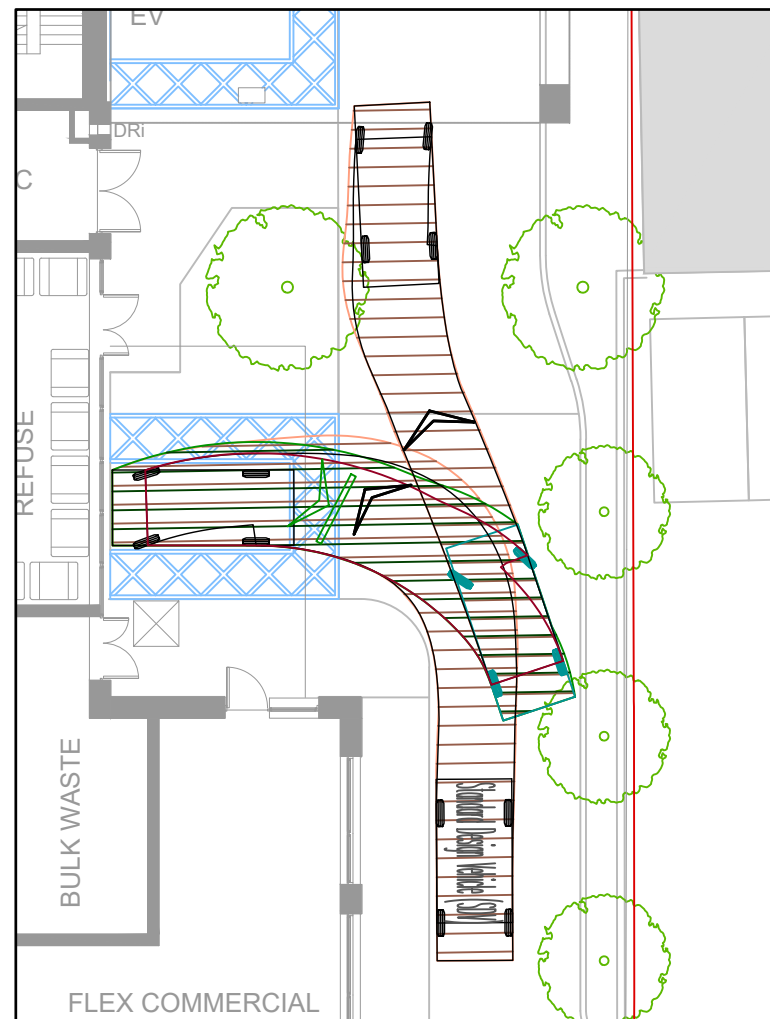 EV
DRi
C
REFUSE
Standard Design Vehicle (SDV)
BULK WASTE
FLEX COMMERCIAL